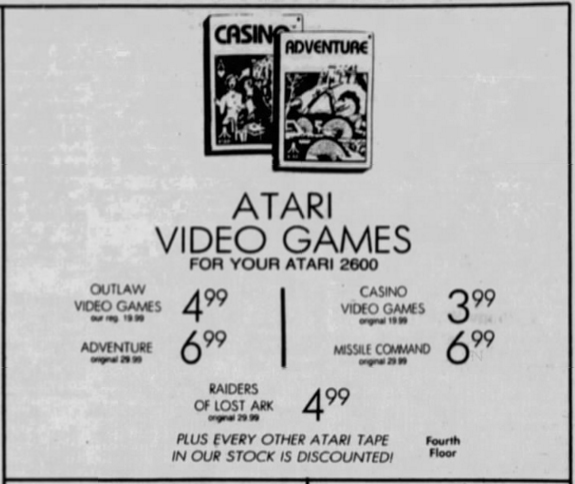 CASINO
ADVENTURE
ATARI
VIDEO GAMES
FOR YOUR ATARI 2600
OUTLAW
VIDEO GAMES 4.99
our reg. 19.99
ADVENTURE 6.99
original 29.99
CASINO
VIDEO GAMES 3.99
original 19.99
MISSILE COMMAND 6.99
original 29.99
RAIDERS
OF LOST ARK 4.99
original 29.99
PLUS EVERY OTHER ATARI TAPE
IN OUR STOCK IS DISCOUNTED!
Fourth
Floor